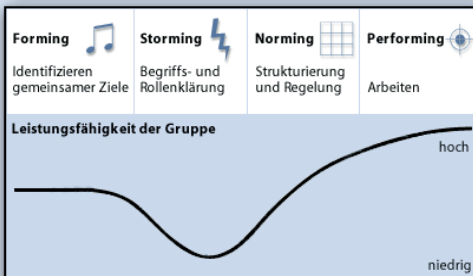 Forming
Identifizieren
gemeinsamer Ziele
Storming
Begriffs- und
Rollenklärung
Norming
Strukturierung
und Regelung
Performing
Arbeiten
Leistungsfähigkeit der Gruppe
hoch
niedrig